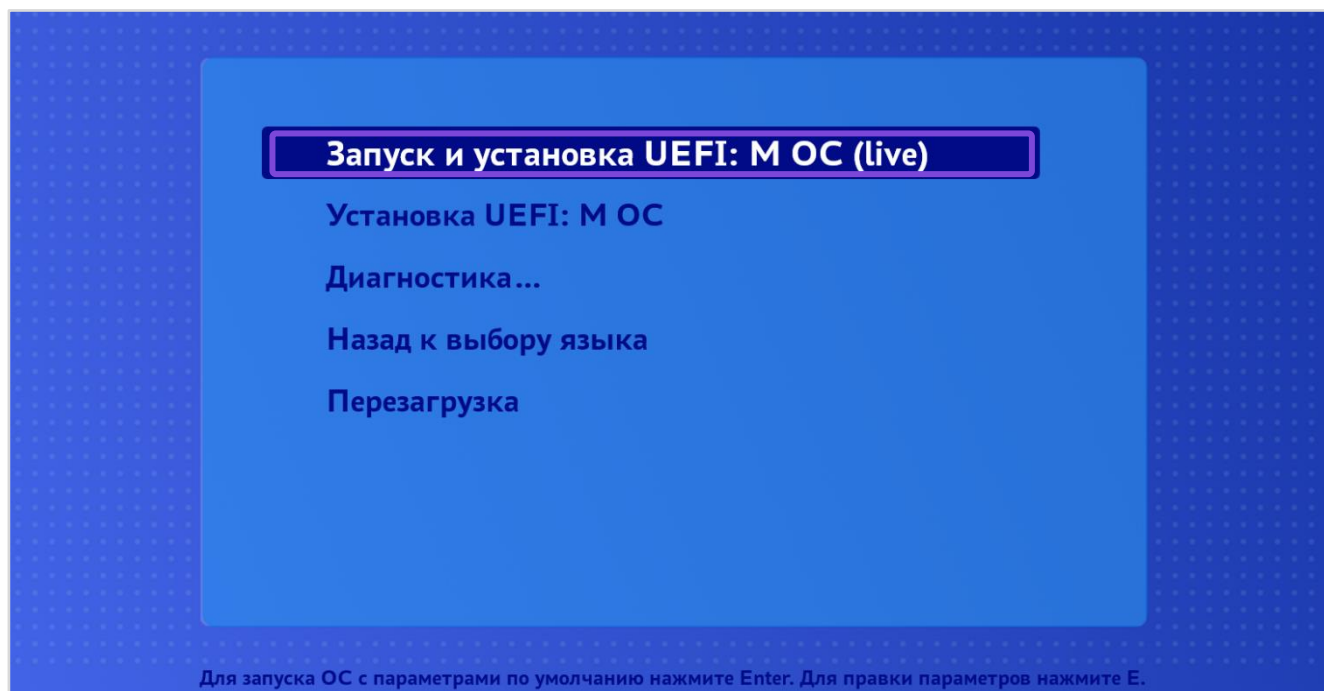 Запуск и установка UEFI: М ОС (live)
Установка UEFI: М ОС
Диагностика...
Назад к выбору языка
Перезагрузка
Для запуска ОС с параметрами по умолчанию нажмите Enter. Для правки параметров нажмите E.